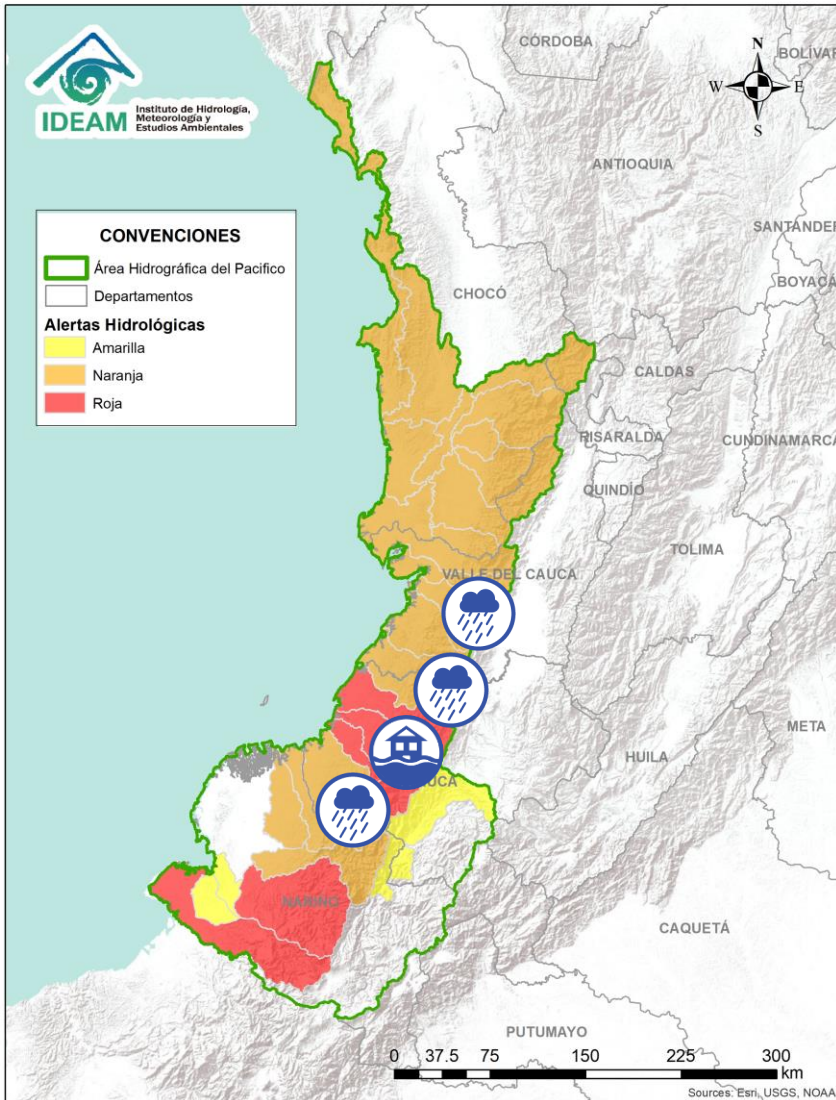 IDEAM
Instituto de Hidrología,
Meteorología y
Estudios Ambientales
CÓRDOBA
BOLÍVAR
N
W
E
S
ANTIOQUIA
CONVENCIONES
Área Hidrográfica del Pacifico
Departamentos
Alertas Hidrológicas
Amarilla
Naranja
Roja
SANTANDER
BOYACÁ
CHOCÓ
CALDAS
RISARALDA
CUNDINAMARCA
QUINDÍO
TOLIMA
VALLE DEL CAUCA
META
HUILA
UCA
NARIÑO
CAQUETÁ
PUTUMAYO
0 37.5 75 150 225 300
km
Sources: Esri, USGS, NOAA